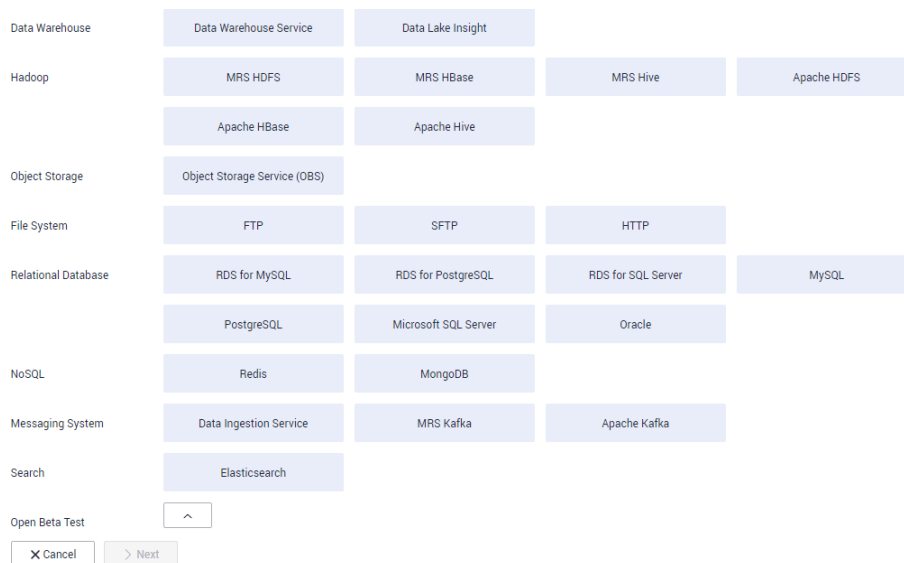 Data Warehouse Data Warehouse Service Data Lake Insight
Hadoop MRS HDFS MRS HBase MRS Hive Apache HDFS
Apache HBase Apache Hive
Object Storage Object Storage Service (OBS)
File System FTP SFTP HTTP
Relational Database RDS for MySQL RDS for PostgreSQL RDS for SQL Server MySQL
PostgreSQL Microsoft SQL Server Oracle
NoSQL Redis MongoDB
Messaging System Data Ingestion Service MRS Kafka Apache Kafka
Search Elasticsearch
Open Beta Test
Cancel Next